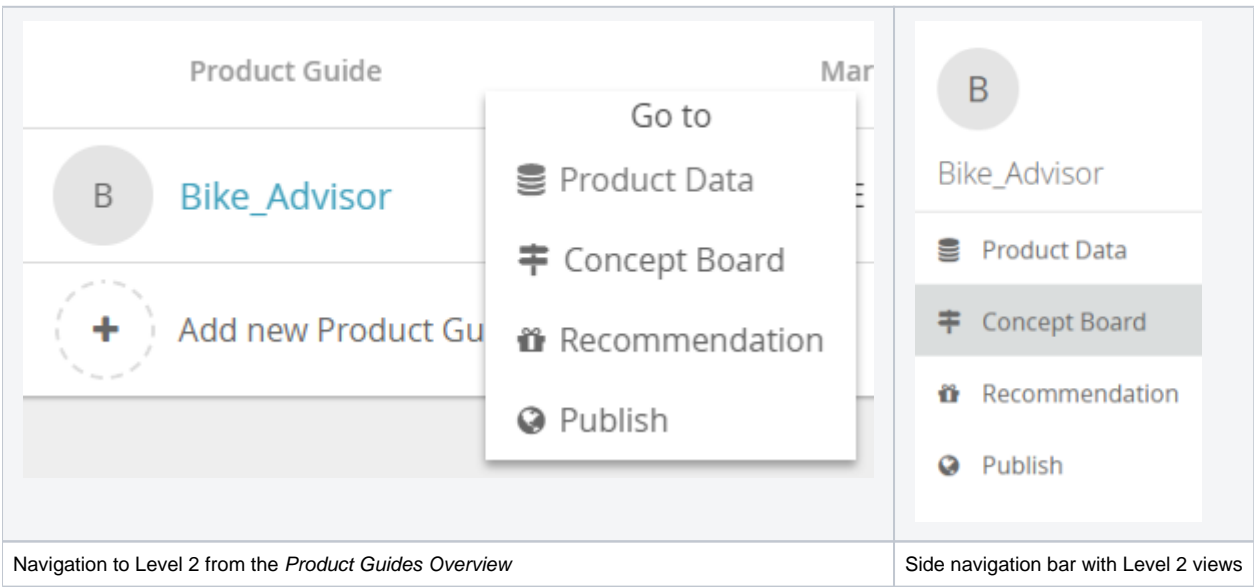 Product Guide
Mar
Go to
B
Bike_Advisor
E
Product Data
Concept Board
Add new Product Gu
Recommendation
Publish
B
Bike_Advisor
Product Data
Concept Board
Recommendation
Publish
Navigation to Level 2 from the Product Guides Overview
Side navigation bar with Level 2 views